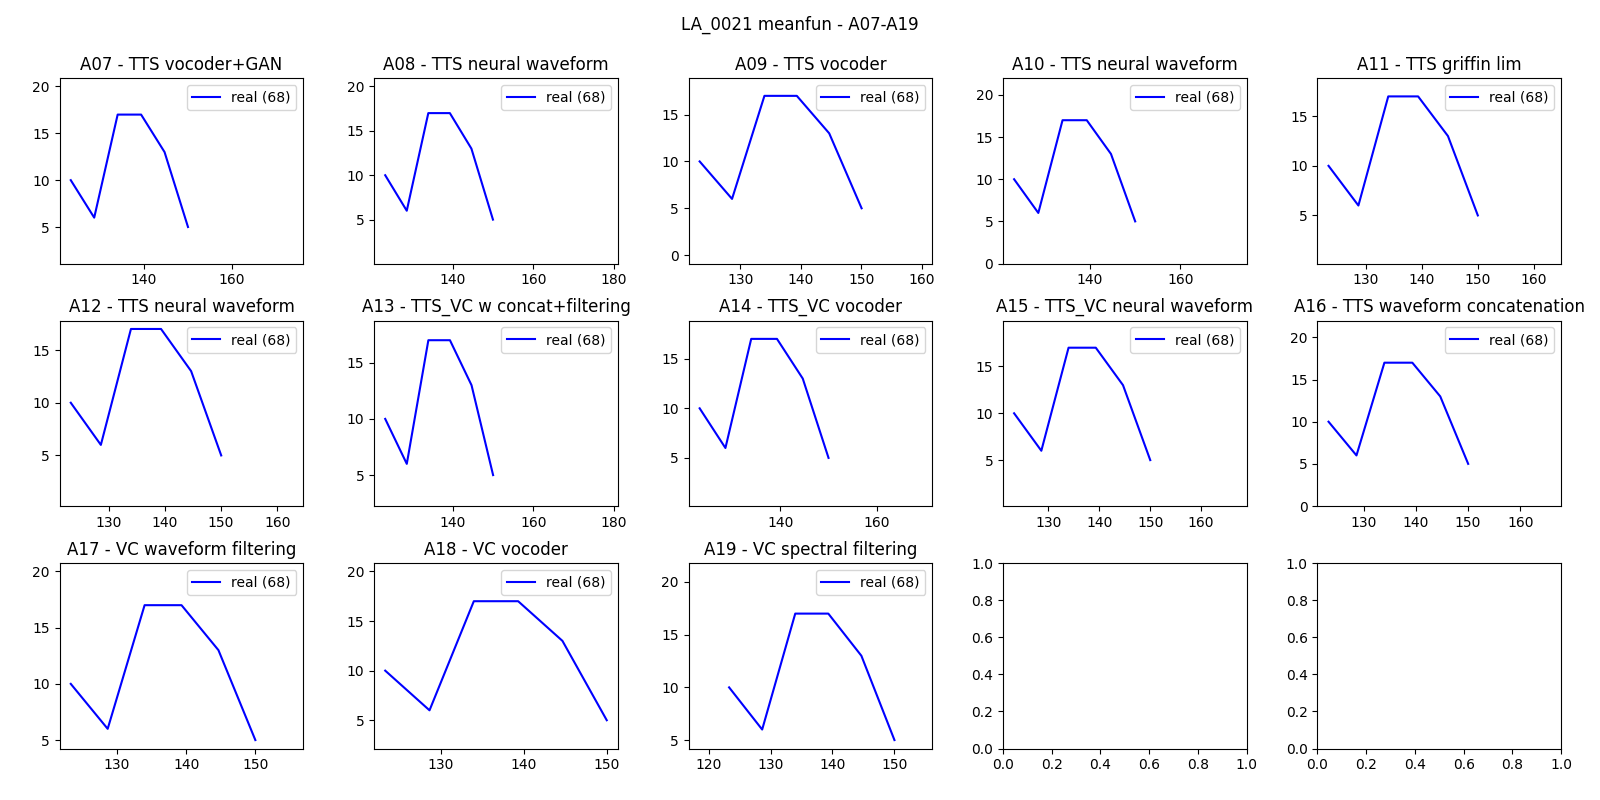 LA_0021 meanfun - A07-A19
A07 - TTS vocoder+GAN
20
15
10
5
140 160
real (68)
A08 - TTS neural waveform
20
15
10
5
140 160 180
real (68)
A09 - TTS vocoder
15
10
5
0
130 140 150 160
real (68)
A10 - TTS neural waveform
20
15
10
5
0
140 160
real (68)
A11 - TTS griffin lim
15
10
5
130 140 150 160
real (68)
A12 - TTS neural waveform
15
10
5
130 140 150 160
real (68)
A13 - TTS_VC w concat+filtering
15
10
5
140 160 180
real (68)
A14 - TTS_VC vocoder
15
10
5
140 160
real (68)
A15 - TTS_VC neural waveform
15
10
5
130 140 150 160
real (68)
A16 - TTS waveform concatenation
20
15
10
5
0
130 140 150 160
real (68)
A17 - VC waveform filtering
20
15
10
5
130 140 150
real (68)
A18 - VC vocoder
20
15
10
5
130 140 150
real (68)
A19 - VC spectral filtering
20
15
10
5
120 130 140 150
real (68)
1.0
0.8
0.6
0.4
0.2
0.0
0.0 0.2 0.4 0.6 0.8 1.0
1.0
0.8
0.6
0.4
0.2
0.0
0.0 0.2 0.4 0.6 0.8 1.0